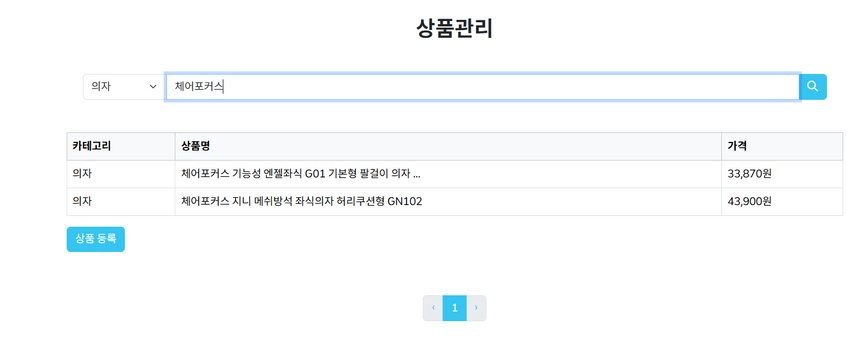 상품관리
의자 체어포커스
카테고리 상품명 가격
의자 체어포커스 기능성 엔젤좌식 G01 기본형 팔걸이 의자 ... 33,870원
의자 체어포커스 지니 메쉬방석 좌식의자 허리쿠션형 GN102 43,900원
상품 등록
‹ 1 ›